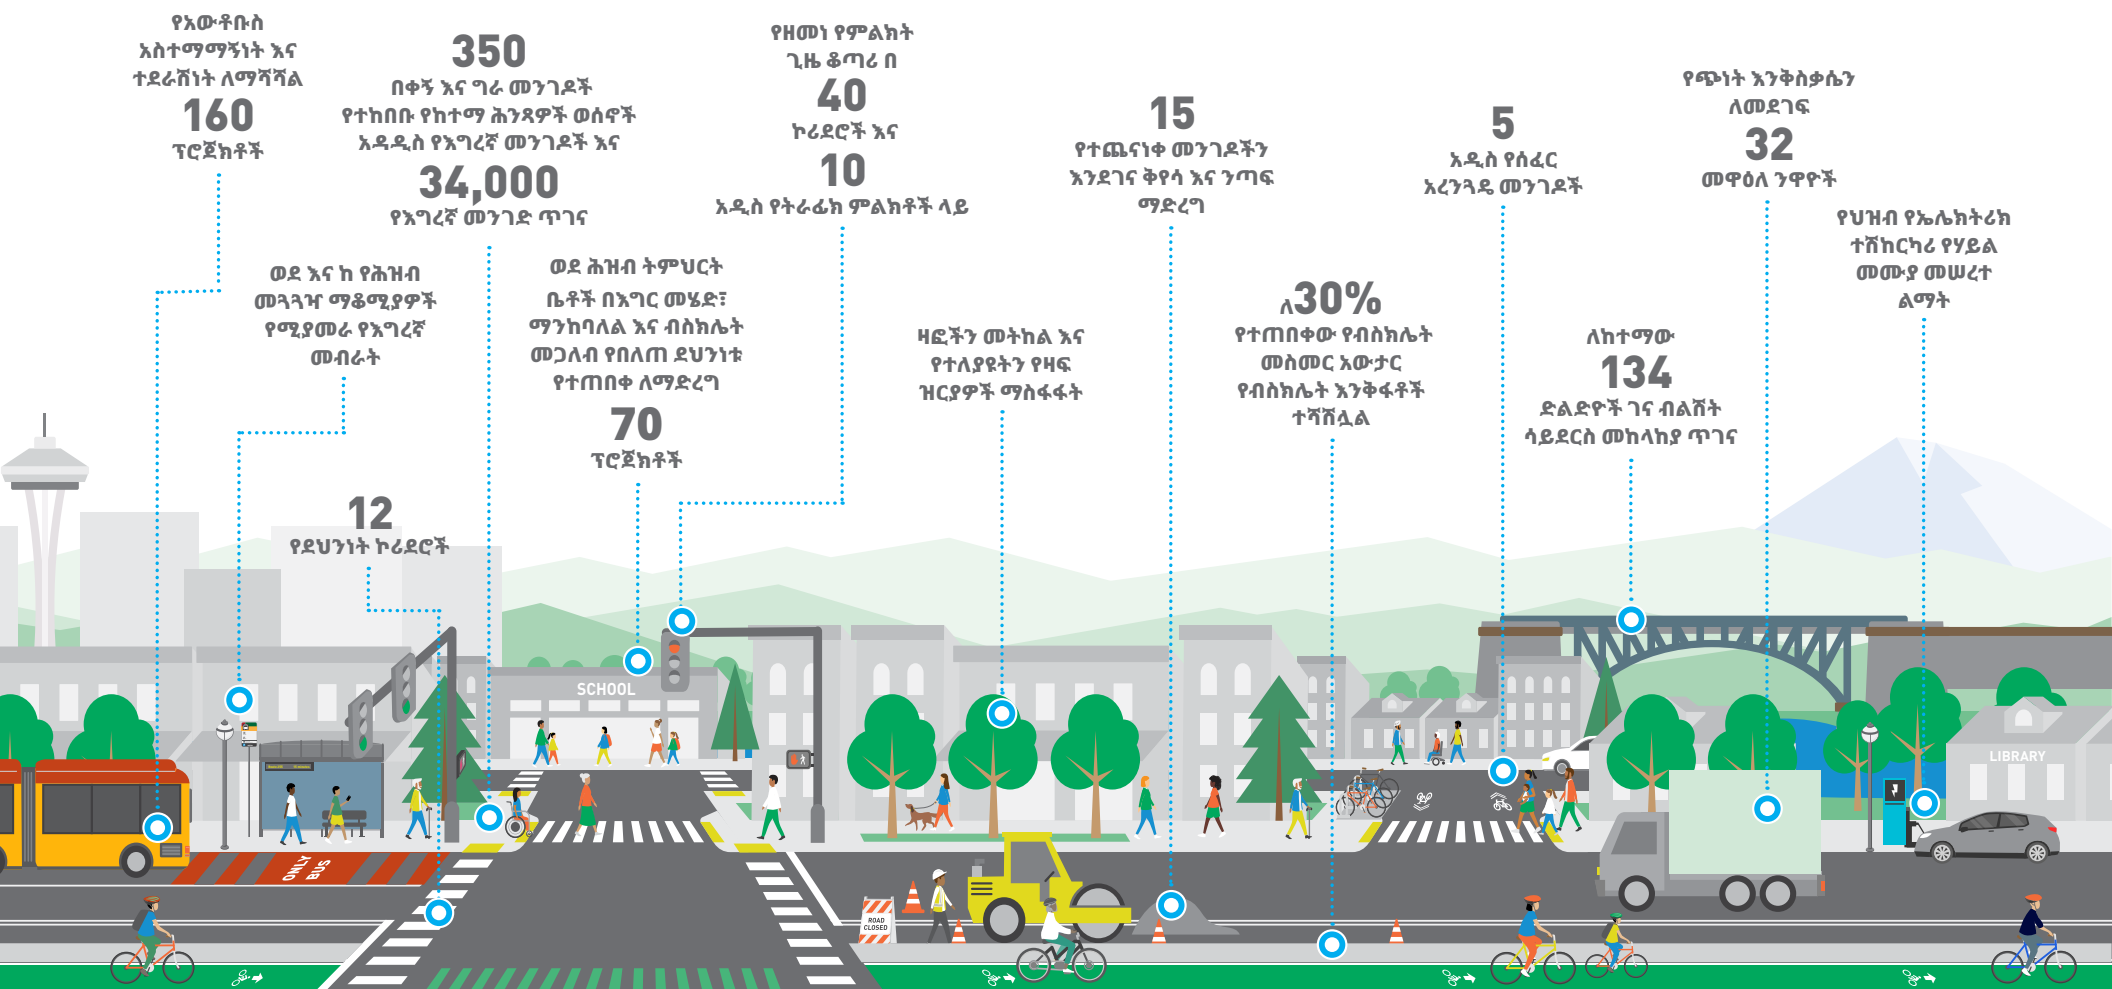 የአውቶቡስ
አስተማማኝነት እና
ተደራሽነት ለማሻሻል
160
ፕሮጀክቶች
350
በቀኝ እና ግራ መንገዶች
የተከበቡ የከተማ ሕንጻዎች ወሰኖች
አዳዲስ የእግረኛ መንገዶች እና
34,000
የእግረኛ መንገድ ጥገና
የዘመነ የምልክት
ጊዜ ቆጣሪ በ
40
ኮሪደሮች እና
10
አዲስ የትራፊክ ምልክቶች ላይ
15
የተጨናነቀ መንገዶችን
እንደገና ቅየሳ እና ንጣፍ
ማድረግ
5
አዲስ የሰፈር
አረንጓዴ መንገዶች
የጭነት እንቅስቃሴን
ለመደገፍ
32
መዋዕለ ንዋዮች
የህዝብ የኤሌክትሪክ
ተሽከርካሪ የሃይል
መሙያ መሠረተ
ልማት
ወደ እና ከ የሕዝብ
መጓጓዣ ማቆሚያዎች
የሚያመራ የእግረኛ
መብራት
ወደ ሕዝብ ትምህርት
ቤቶች በእግር መሄድ፣
ማንከባለል እና ብስክሌት
መጋለብ የበለጠ ደህንነቱ
የተጠበቀ ለማድረግ
70
ፕሮጀክቶች
ዛፎችን መትከል እና
የተለያዩትን የዛፍ
ዝርያዎች ማስፋፋት
ለ30%
የተጠበቀው የብስክሌት
መስመር አውታር
የብስክሌት እንቅፋቶች
ተሻሽሏል
ለከተማው
134
ድልድዮች ገና ብልሽት
ሳይደርስ መከላከያ ጥገና
12
የደህንነት ኮሪደሮች
SCHOOL
LIBRARY
ONLY
BUS
ROAD
CLOSED